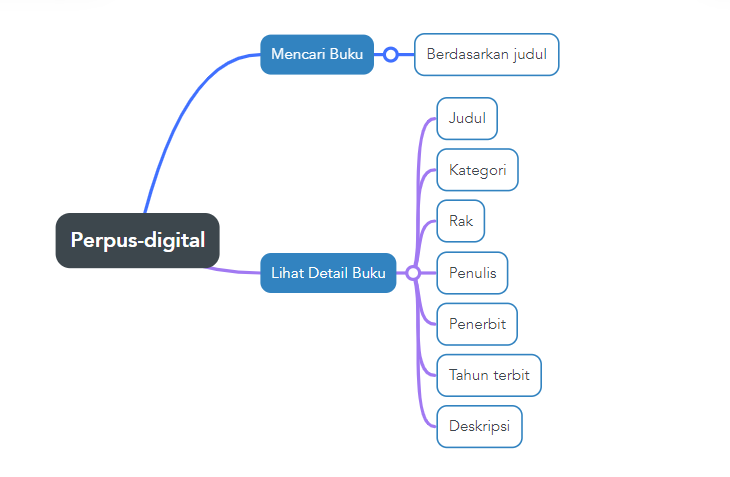 Mencari Buku
Berdasarkan judul
Judul
Kategori
Rak
Perpus-digital
Lihat Detail Buku
Penulis
Penerbit
Tahun terbit
Deskripsi